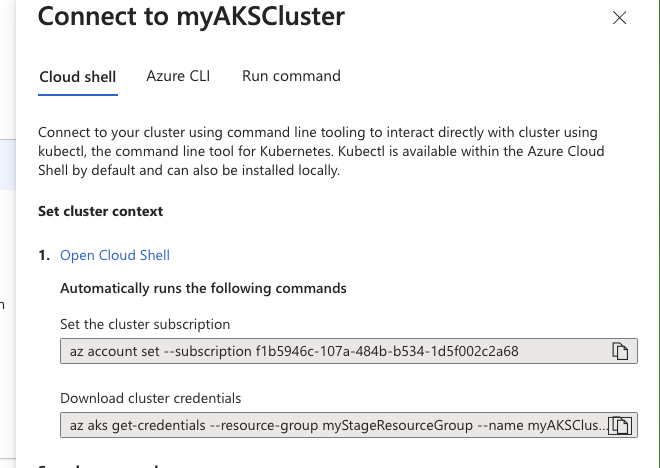 Connect to myAKSCluster
Cloud shell
Azure CLI
Run command
Connect to your cluster using command line tooling to interact directly with cluster using
kubectl, the command line tool for Kubernetes. Kubectl is available within the Azure Cloud
Shell by default and can also be installed locally.
Set cluster context
1. Open Cloud Shell
Automatically runs the following commands
Set the cluster subscription
az account set --subscription f1b5946c-107a-484b-b534-1d5f002c2a68
Download cluster credentials
az aks get-credentials --resource-group myStageResourceGroup --name myAKSClus...